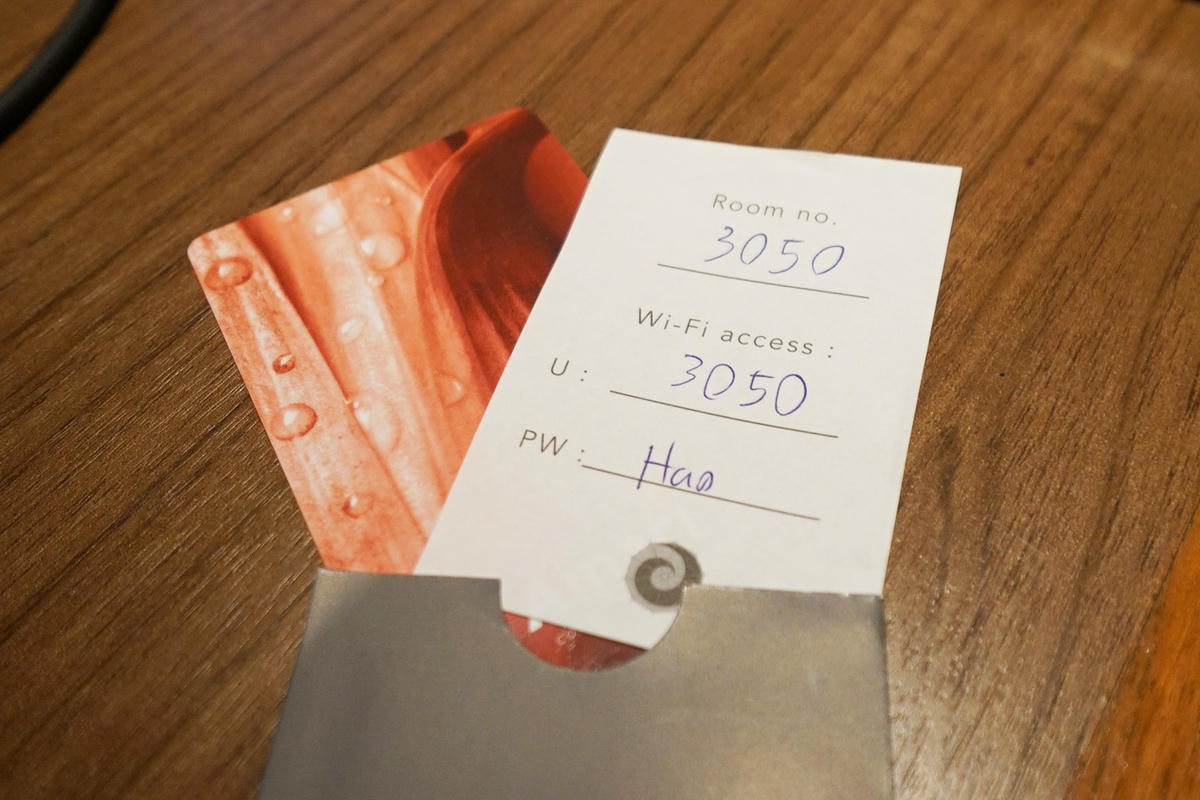 Room no.
3050
Wi-Fi access :
U : 3050
PW : Hao